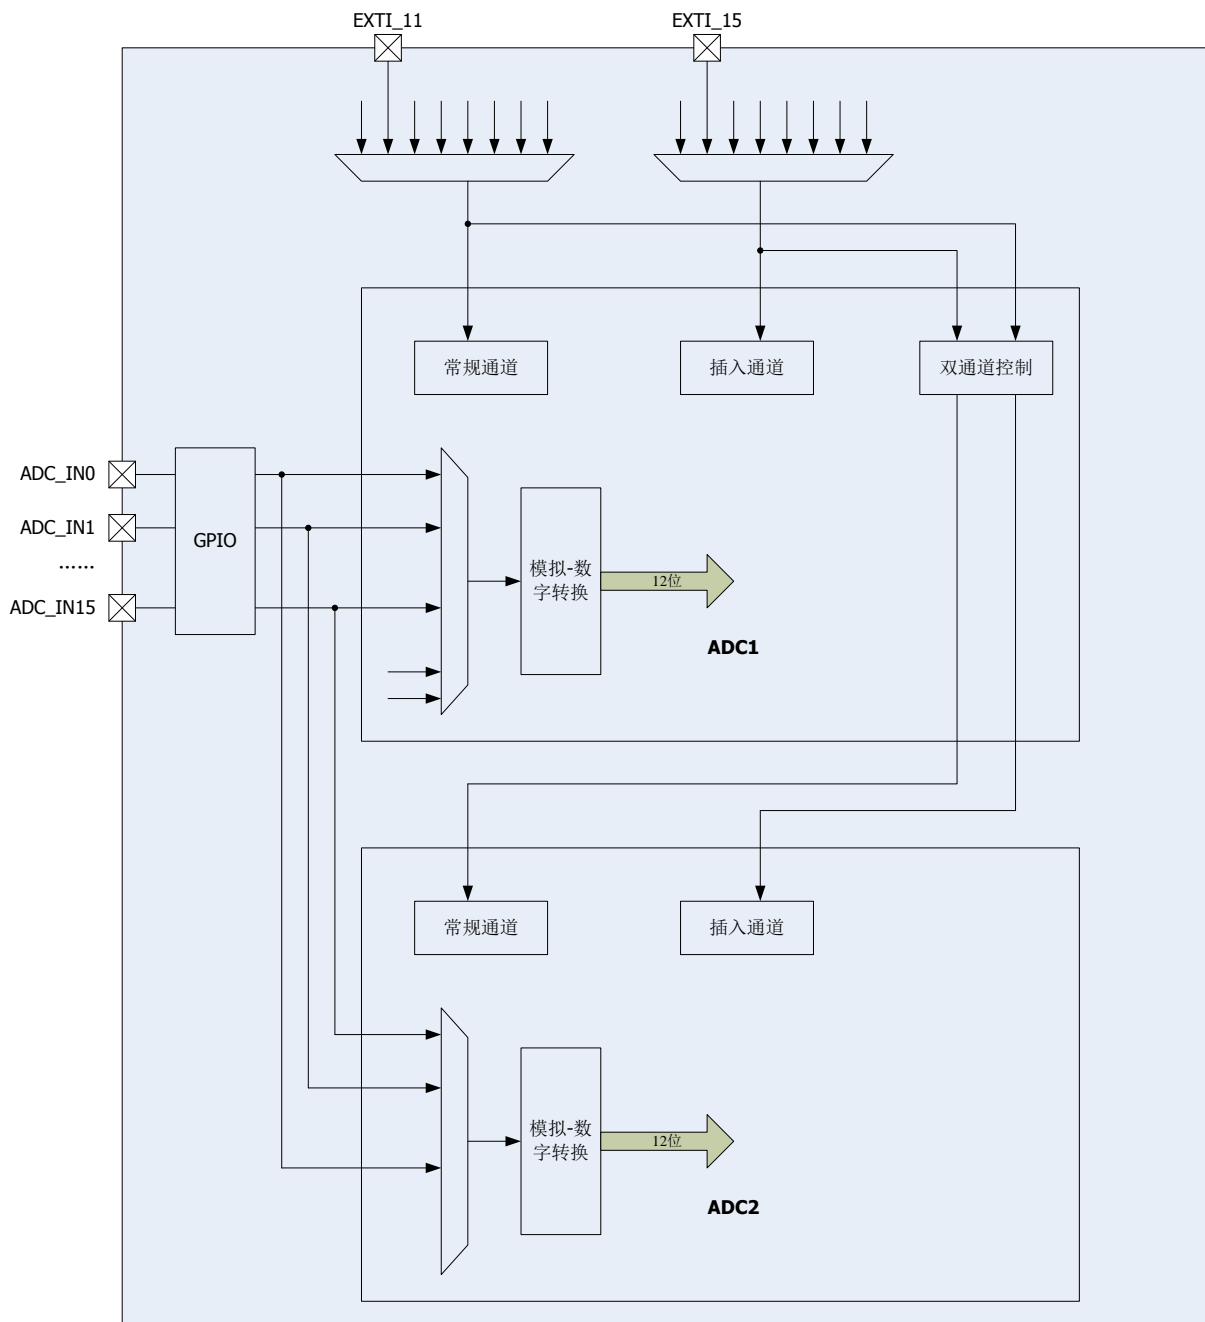 EXTI_11
EXTI_15
常规通道
插入通道
双通道控制
ADC_IN0
ADC_IN1
......
ADC_IN15
GPIO
模拟-数
字转换
12位
ADC1
常规通道
插入通道
模拟-数
字转换
12位
ADC2